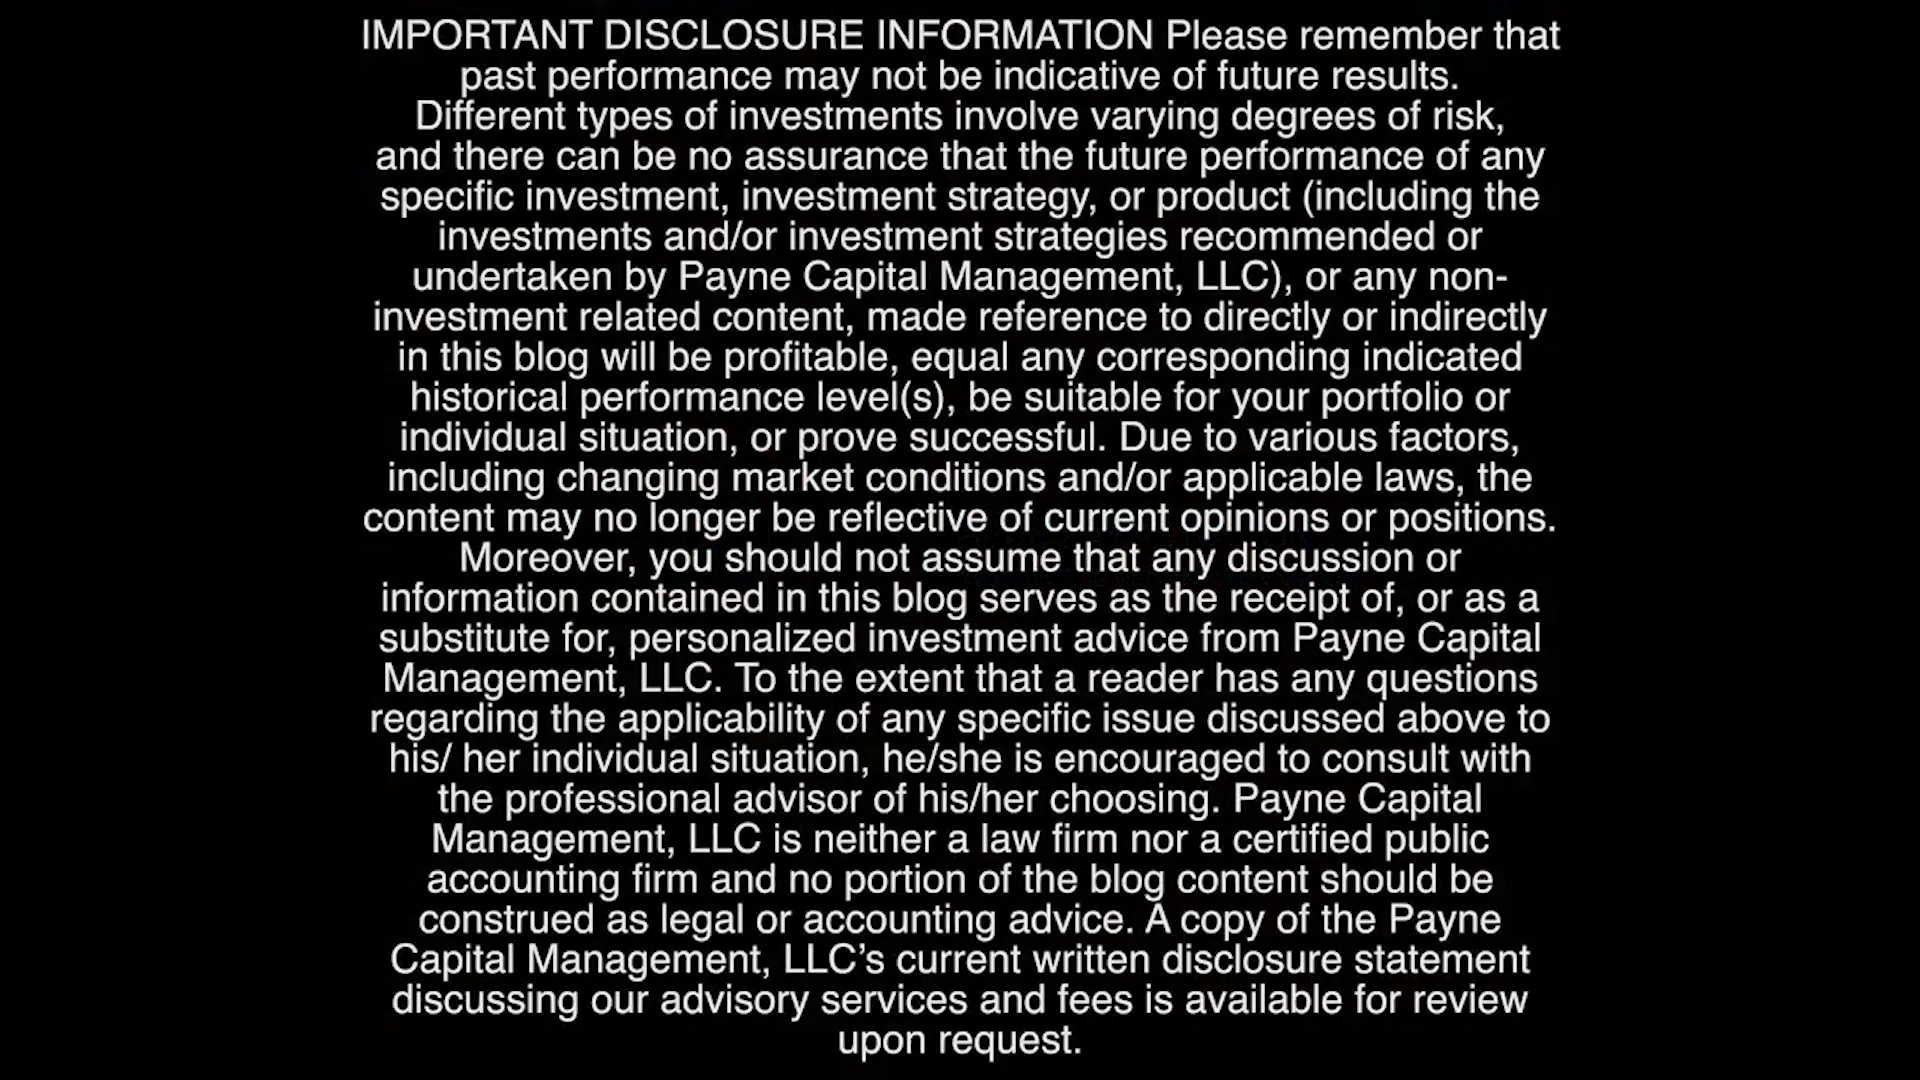 IMPORTANT DISCLOSURE INFORMATION Please remember that
past performance may not be indicative of future results.
Different types of investments involve varying degrees of risk,
and there can be no assurance that the future performance of any
specific investment, investment strategy, or product (including the
investments and/or investment strategies recommended or
undertaken by Payne Capital Management, LLC), or any non-
investment related content, made reference to directly or indirectly
in this blog will be profitable, equal any corresponding indicated
historical performance level(s), be suitable for your portfolio or
individual situation, or prove successful. Due to various factors,
including changing market conditions and/or applicable laws, the
content may no longer be reflective of current opinions or positions.
Moreover, you should not assume that any discussion or
information contained in this blog serves as the receipt of, or as a
substitute for, personalized investment advice from Payne Capital
Management, LLC. To the extent that a reader has any questions
regarding the applicability of any specific issue discussed above to
his/ her individual situation, he/she is encouraged to consult with
the professional advisor of his/her choosing. Payne Capital
Management, LLC is neither a law firm nor a certified public
accounting firm and no portion of the blog content should be
construed as legal or accounting advice. A copy of the Payne
Capital Management, LLC’s current written disclosure statement
discussing our advisory services and fees is available for review
upon request.